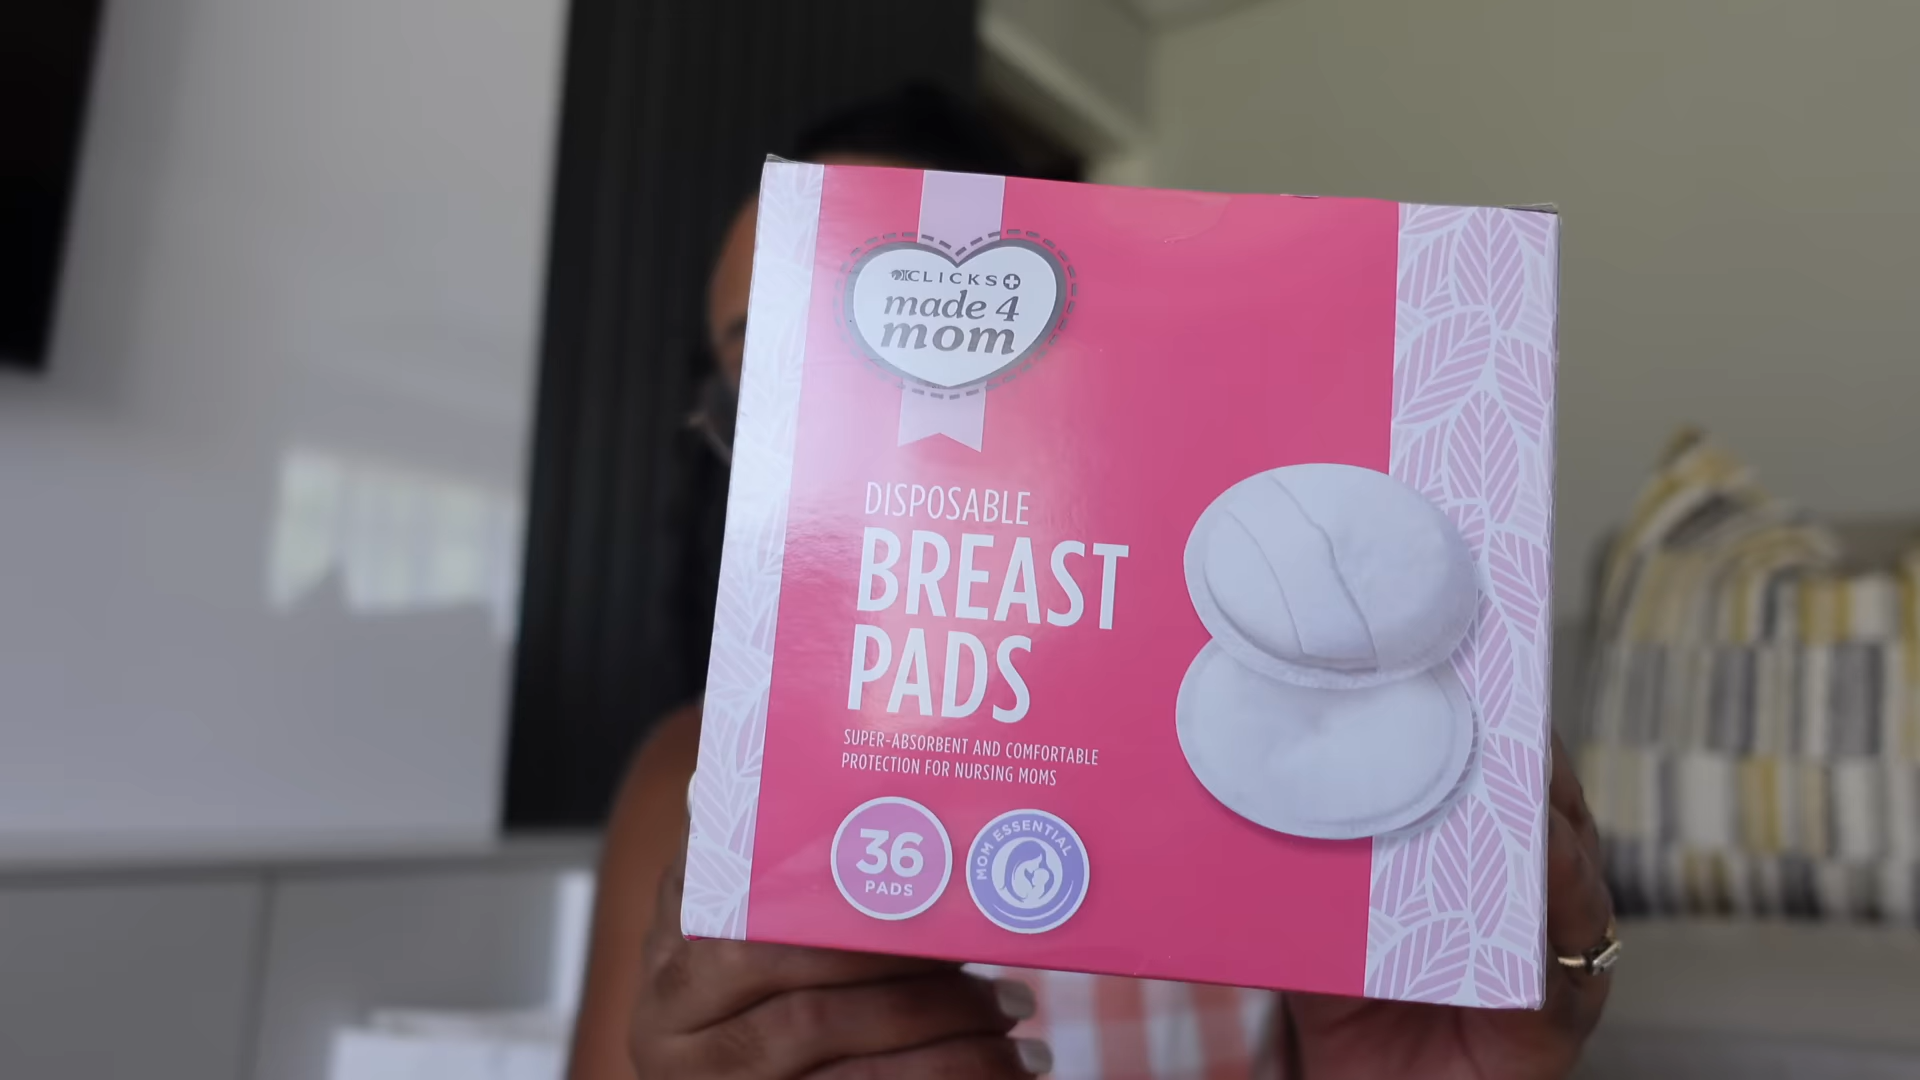 CLICKS
made 4
mom
DISPOSABLE
BREAST
PADS
SUPER-ABSORBENT AND COMFORTABLE
PROTECTION FOR NURSING MOMS
36
PADS
MOM ESSENTIAL